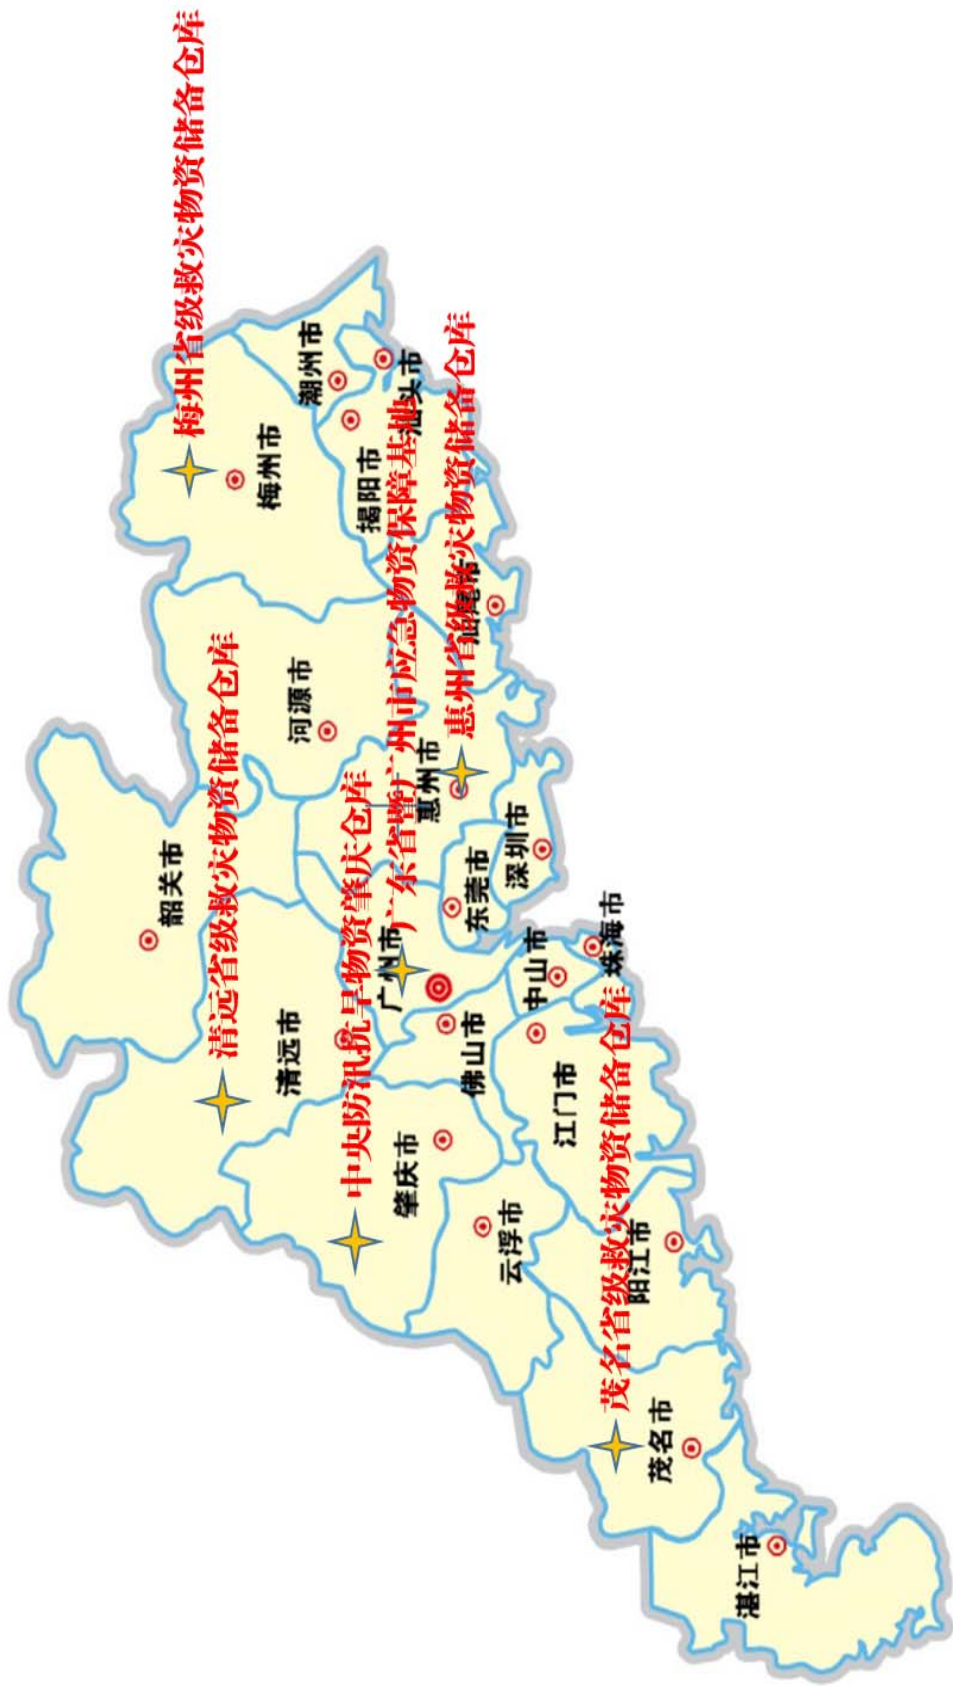 梅州省级救灾物资储备仓库
清远省级救灾物资储备仓库
韶关市
梅州市
潮州市
河源市
清远市
中央防汛抗旱物资肇庆仓库
揭阳市
汕头市
广州市
广东省暨广州市应急物资保障基地
肇庆市
惠州市
惠州省级救灾物资储备仓库
汕尾市
东莞市
佛山市
深圳市
云浮市
中山市
江门市
珠海市
茂名省级救灾物资储备仓库
阳江市
茂名市
湛江市